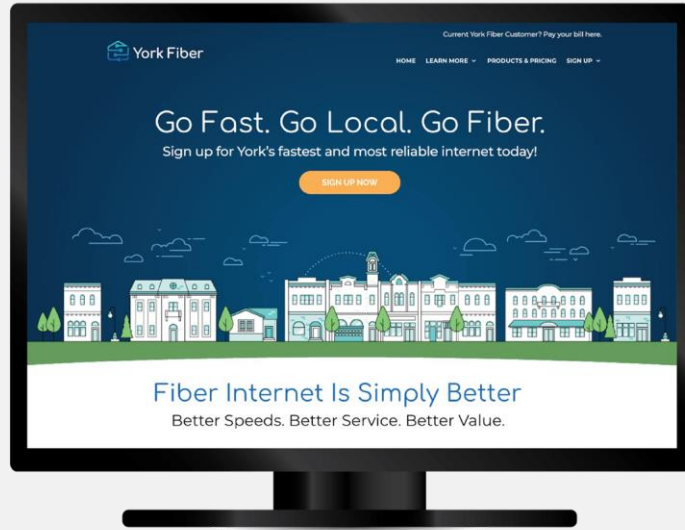 Current York Fiber Customer? Pay your bill here.
York Fiber
HOME LEARN MORE PRODUCTS & PRICING SIGN UP
Go Fast. Go Local. Go Fiber.
Sign up for York's fastest and most reliable internet today!
SIGN UP NOW
Fiber Internet Is Simply Better
Better Speeds. Better Service. Better Value.